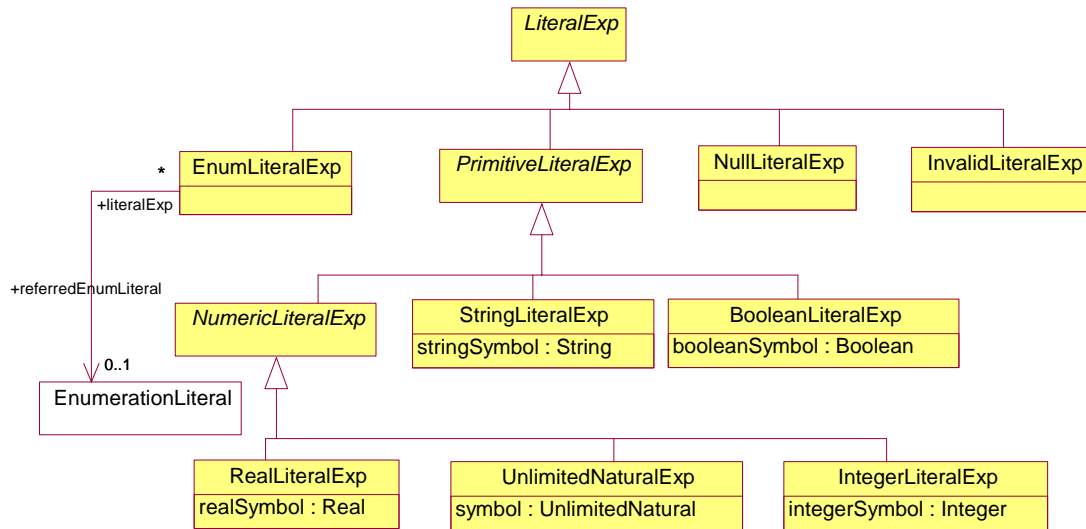 LiteralExp
EnumLiteralExp
PrimitiveLiteralExp
NullLiteralExp
InvalidLiteralExp
*
+literalExp
+referredEnumLiteral
0..1
EnumerationLiteral
NumericLiteralExp
StringLiteralExp
stringSymbol : String
BooleanLiteralExp
booleanSymbol : Boolean
RealLiteralExp
realSymbol : Real
UnlimitedNaturalExp
symbol : UnlimitedNatural
IntegerLiteralExp
integerSymbol : Integer